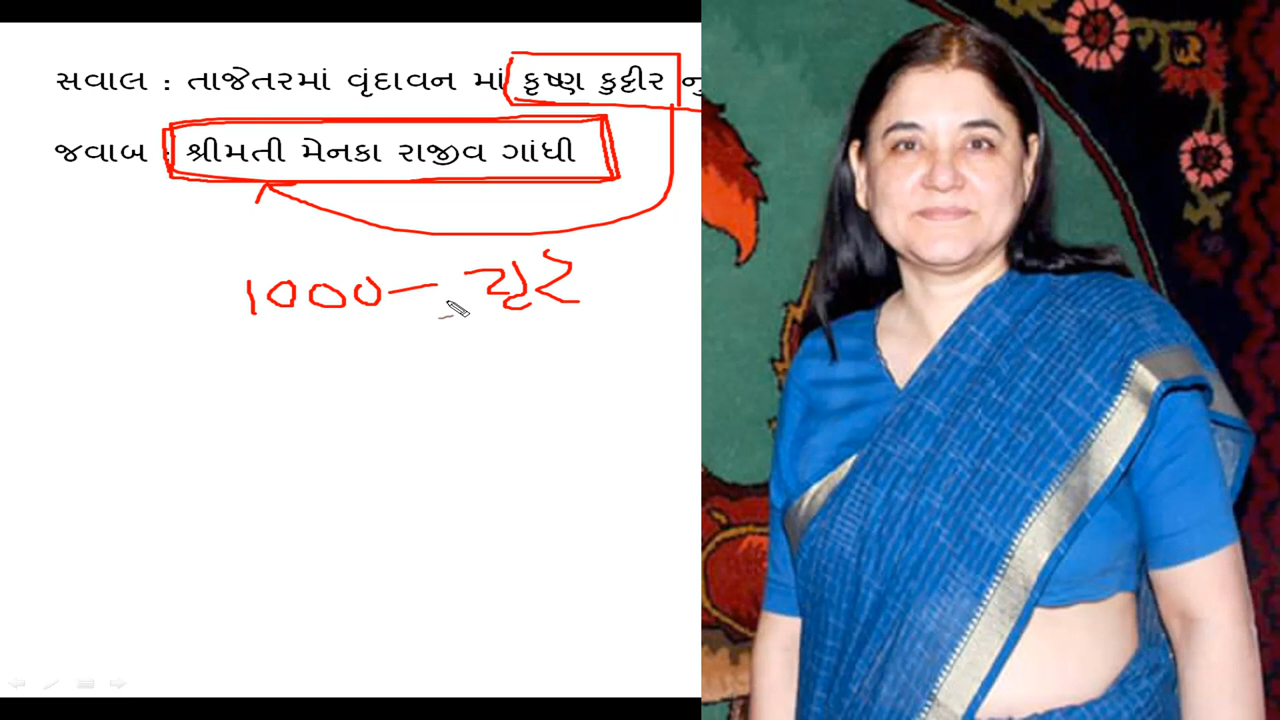 સવાલ : તાજેતરમાં વૃંદાવન માં કૃષ્ણ કુટ્ટીર નુ
જવાબ : શ્રીમતી મેનકા રાજીવ ગાંધી
1000 –